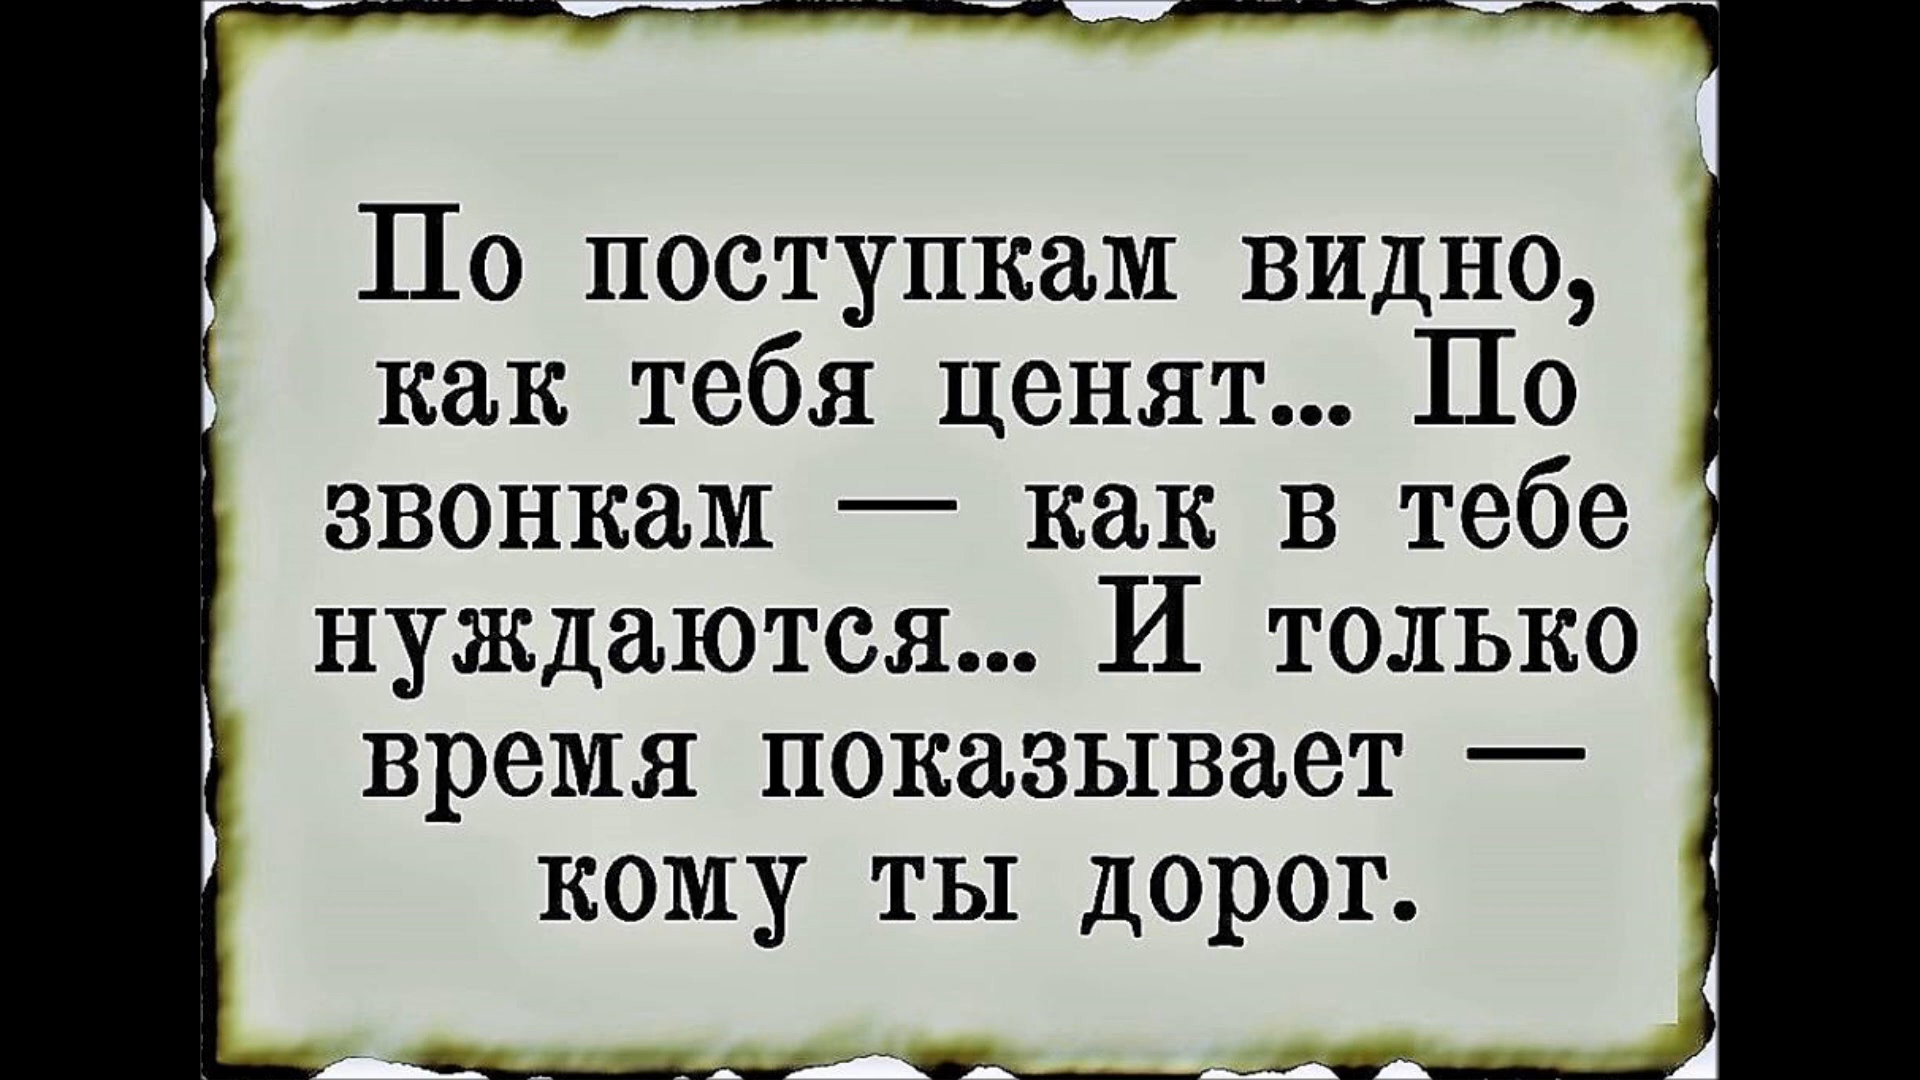 По поступкам видно,
как тебя ценят... По
звонкам — как в тебе
нуждаются... И только
время показывает —
кому ты дорог.